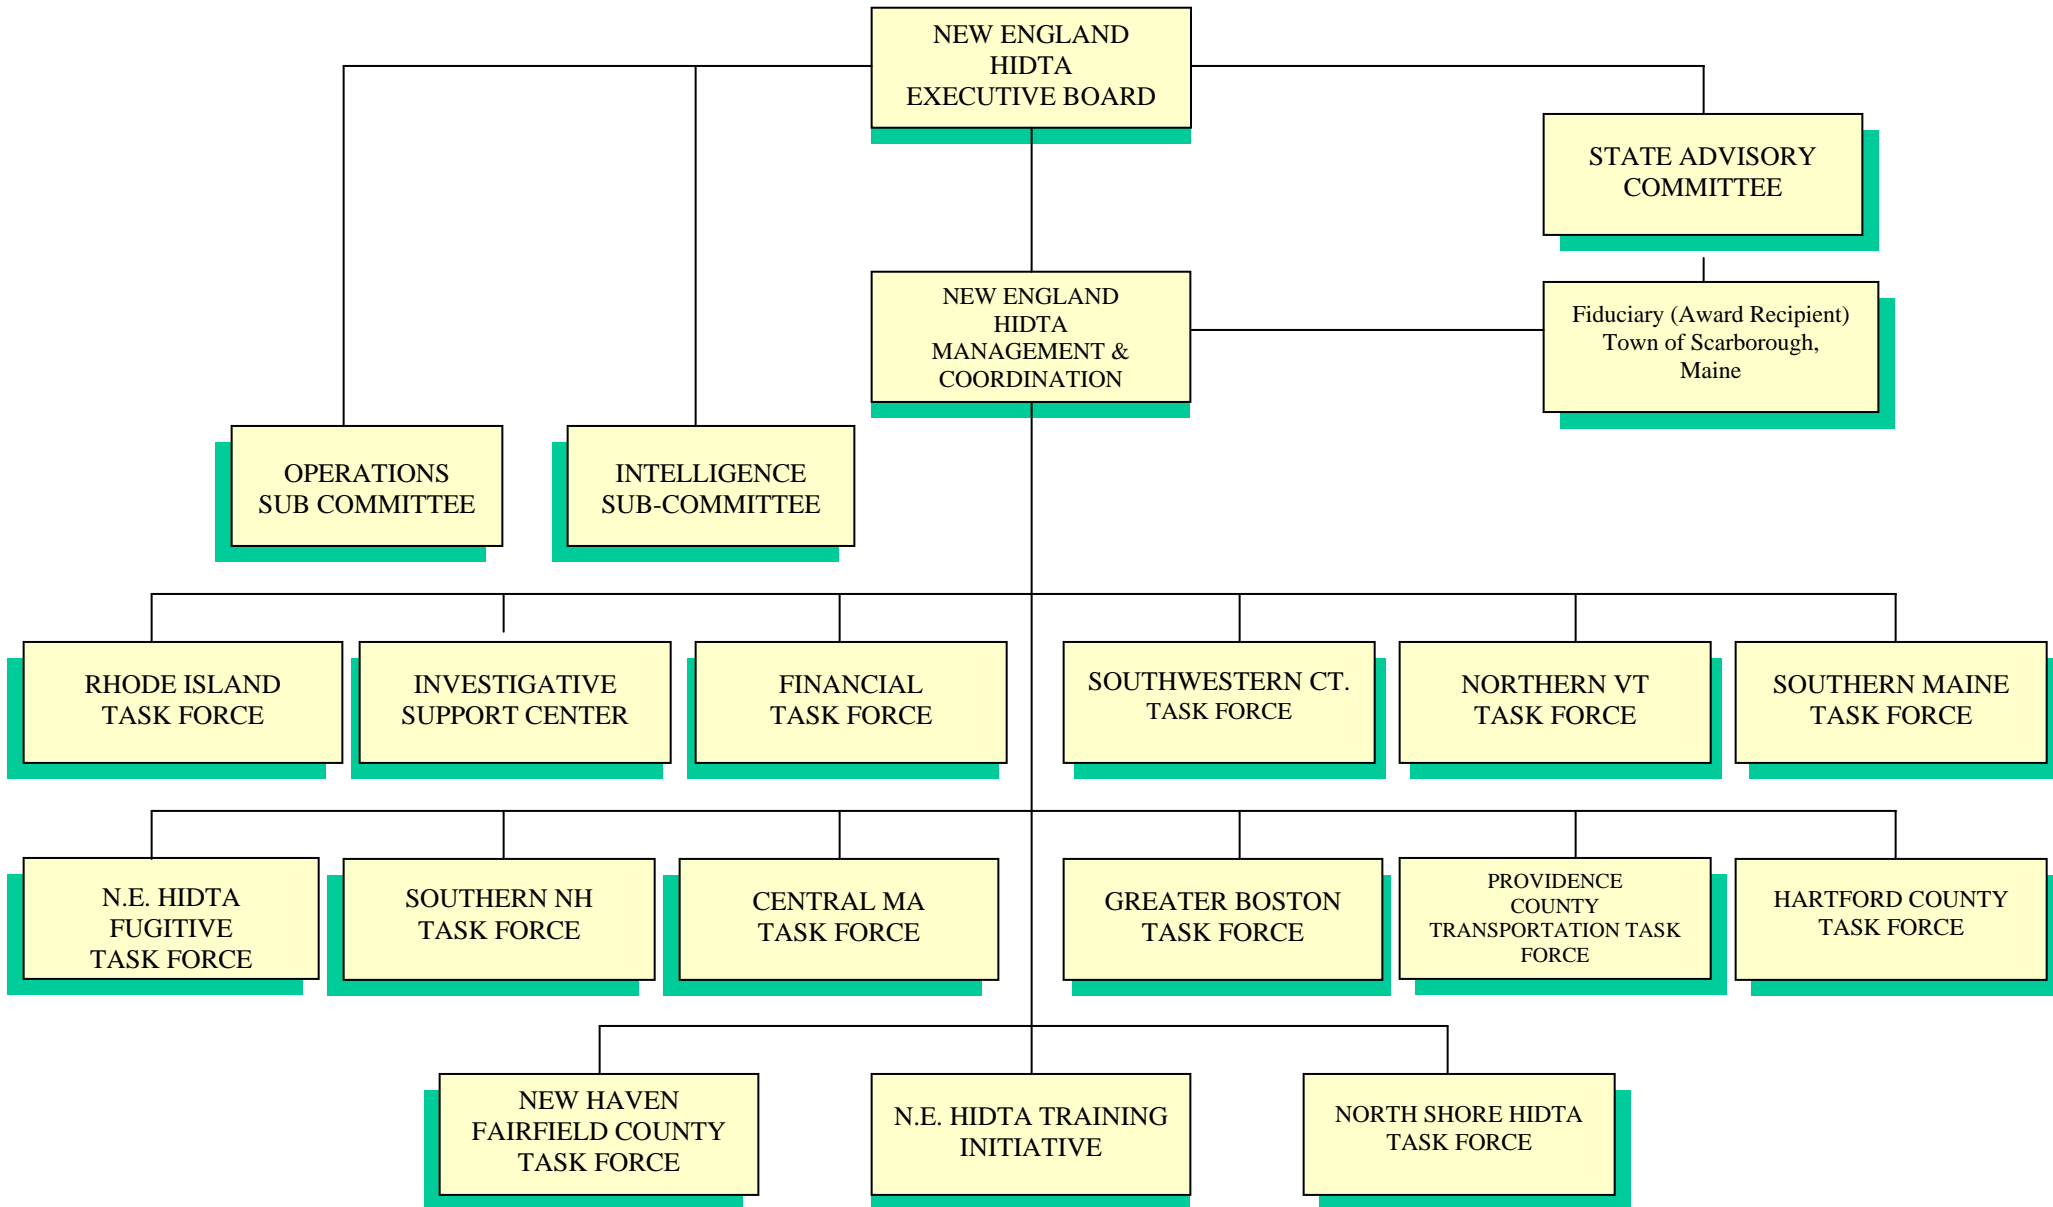 NEW ENGLAND
HIDTA
EXECUTIVE BOARD
STATE ADVISORY
COMMITTEE
NEW ENGLAND
HIDTA
MANAGEMENT &
COORDINATION
Fiduciary (Award Recipient)
Town of Scarborough,
Maine
OPERATIONS
SUB COMMITTEE
INTELLIGENCE
SUB-COMMITTEE
RHODE ISLAND
TASK FORCE
INVESTIGATIVE
SUPPORT CENTER
FINANCIAL
TASK FORCE
SOUTHWESTERN CT.
TASK FORCE
NORTHERN VT
TASK FORCE
SOUTHERN MAINE
TASK FORCE
N.E. HIDTA
FUGITIVE
TASK FORCE
SOUTHERN NH
TASK FORCE
CENTRAL MA
TASK FORCE
GREATER BOSTON
TASK FORCE
PROVIDENCE
COUNTY
TRANSPORTATION TASK
FORCE
HARTFORD COUNTY
TASK FORCE
NEW HAVEN
FAIRFIELD COUNTY
TASK FORCE
N.E. HIDTA TRAINING
INITIATIVE
NORTH SHORE HIDTA
TASK FORCE